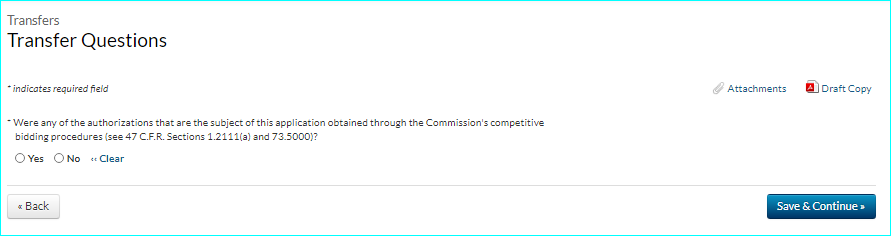 Transfers
Transfer Questions
* indicates required field
Attachments
Draft Copy
* Were any of the authorizations that are the subject of this application obtained through the Commission's competitive
bidding procedures (see 47 C.F.R. Sections 1.2111(a) and 73.5000)?
Yes No ‹‹ Clear
« Back
Save & Continue »